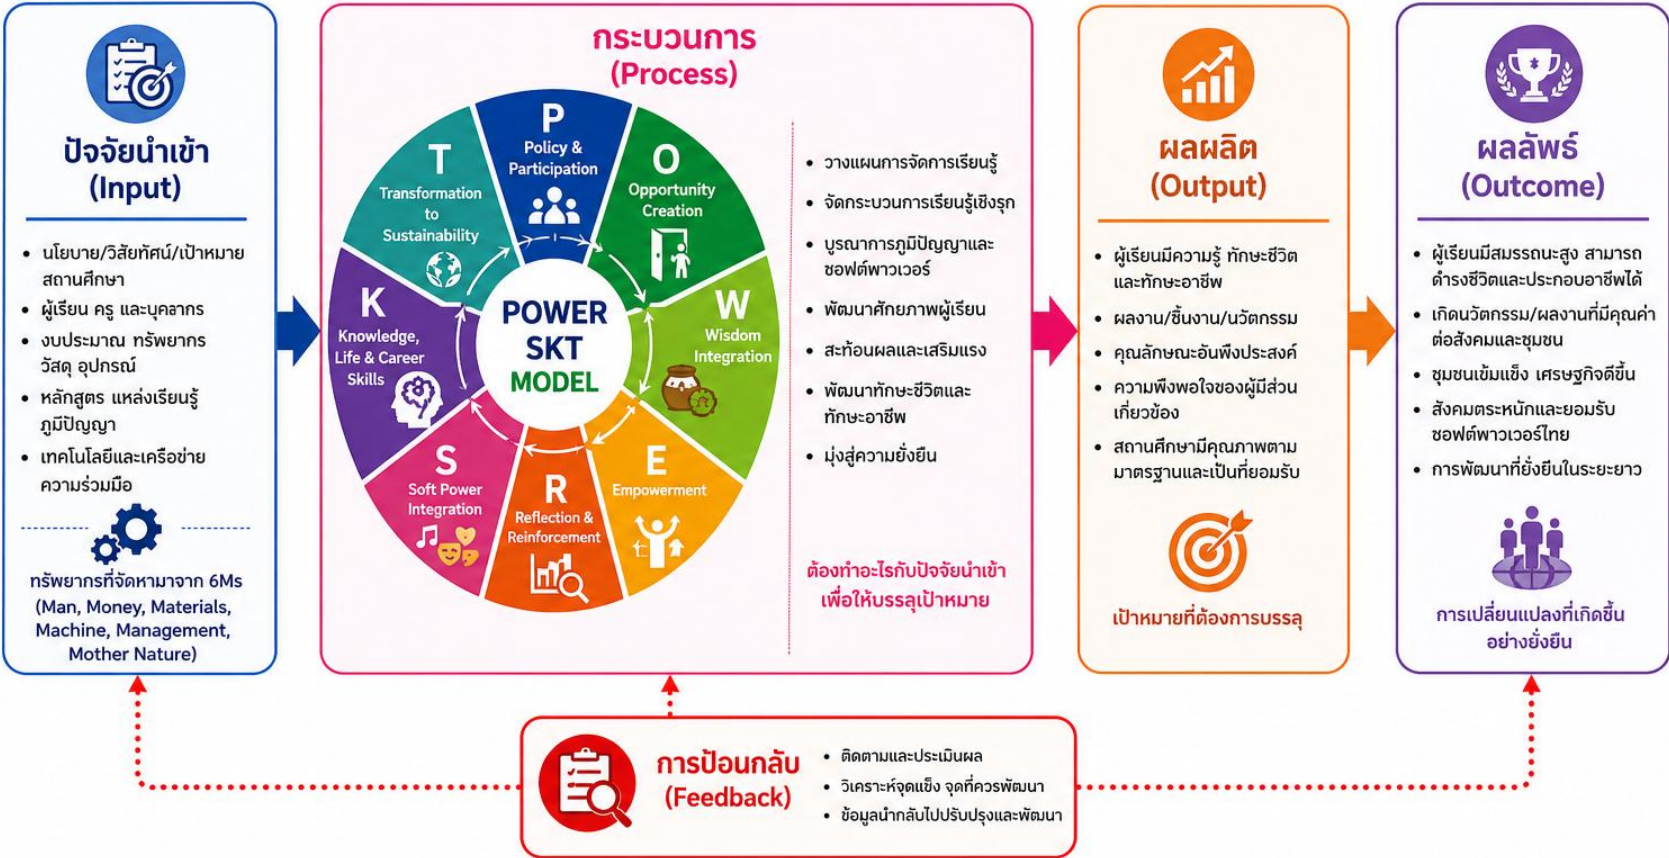 ปัจจัยนำเข้า
(Input)
• นโยบาย/วิสัยทัศน์/เป้าหมาย
สถานศึกษา
• ผู้เรียน ครู และบุคลากร
• งบประมาณ ทรัพยากร
วัสดุ อุปกรณ์
• หลักสูตร แหล่งเรียนรู้
ภูมิปัญญา
• เทคโนโลยีและเครือข่าย
ความร่วมมือ
ทรัพยากรที่จัดหามาจาก 6Ms
(Man, Money, Materials,
Machine, Management,
Mother Nature)
กระบวนการ
(Process)
P
Policy &
Participation
O
Opportunity
Creation
W
Wisdom
Integration
E
Empowerment
R
Reflection &
Reinforcement
S
Soft Power
Integration
K
Knowledge,
Life & Career
Skills
T
Transformation
to
Sustainability
POWER
SKT
MODEL
• วางแผนการจัดการเรียนรู้
• จัดกระบวนการเรียนรู้เชิงรุก
• บูรณาการภูมิปัญญาและ
ซอฟต์พาวเวอร์
• พัฒนาศักยภาพผู้เรียน
• สะท้อนผลและเสริมแรง
• พัฒนาทักษะชีวิตและ
ทักษะอาชีพ
• มุ่งสู่ความยั่งยืน
ต้องทำอะไรกับปัจจัยนำเข้า
เพื่อให้บรรลุเป้าหมาย
ผลผลิต
(Output)
• ผู้เรียนมีความรู้ ทักษะชีวิต
และทักษะอาชีพ
• ผลงาน/ชิ้นงาน/นวัตกรรม
• คุณลักษณะอันพึงประสงค์
• ความพึงพอใจของผู้มีส่วน
เกี่ยวข้อง
• สถานศึกษามีคุณภาพตาม
มาตรฐานและเป็นที่ยอมรับ
เป้าหมายที่ต้องการบรรลุ
ผลลัพธ์
(Outcome)
• ผู้เรียนมีสมรรถนะสูง สามารถ
ดำรงชีวิตและประกอบอาชีพได้
• เกิดนวัตกรรม/ผลงานที่มีคุณค่า
ต่อสังคมและชุมชน
• ชุมชนเข้มแข็ง เศรษฐกิจดีขึ้น
• สังคมตระหนักและยอมรับ
ซอฟต์พาวเวอร์ไทย
• การพัฒนาที่ยั่งยืนในระยะยาว
การเปลี่ยนแปลงที่เกิดขึ้น
อย่างยั่งยืน
การป้อนกลับ
(Feedback)
• ติดตามและประเมินผล
• วิเคราะห์จุดแข็ง จุดที่ควรพัฒนา
• ข้อมูลนำกลับไปปรับปรุงและพัฒนา